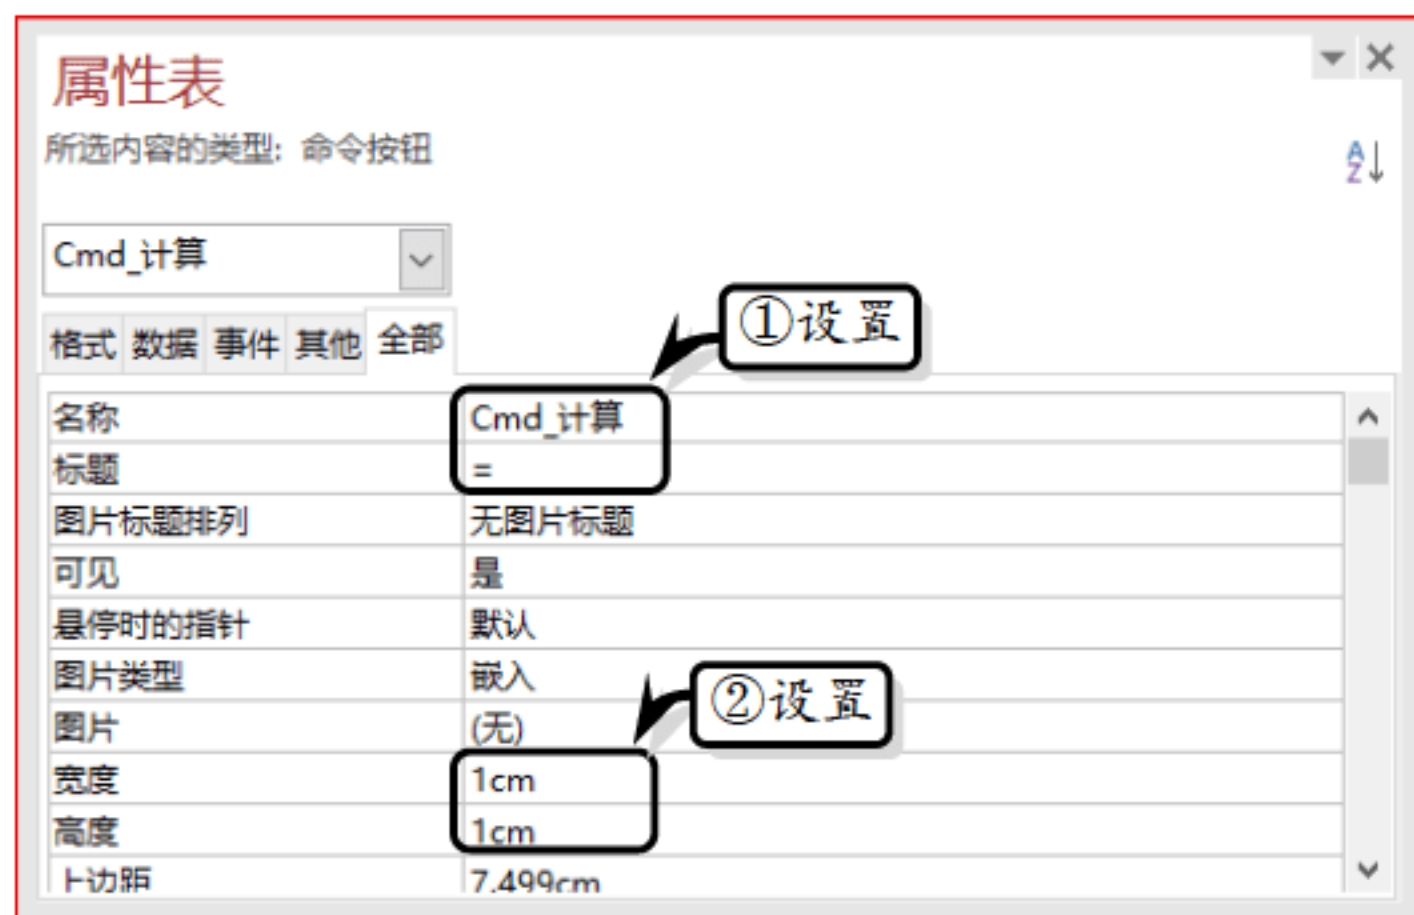 属性表
所选内容的类型: 命令按钮
Cmd_计算
格式 数据 事件 其他 全部
①设置
名称 Cmd_计算
标题 =
图片标题排列 无图片标题
可见 是
悬停时的指针 默认
图片类型 嵌入
②设置
图片 (无)
宽度 1cm
高度 1cm
上边距 7.499cm